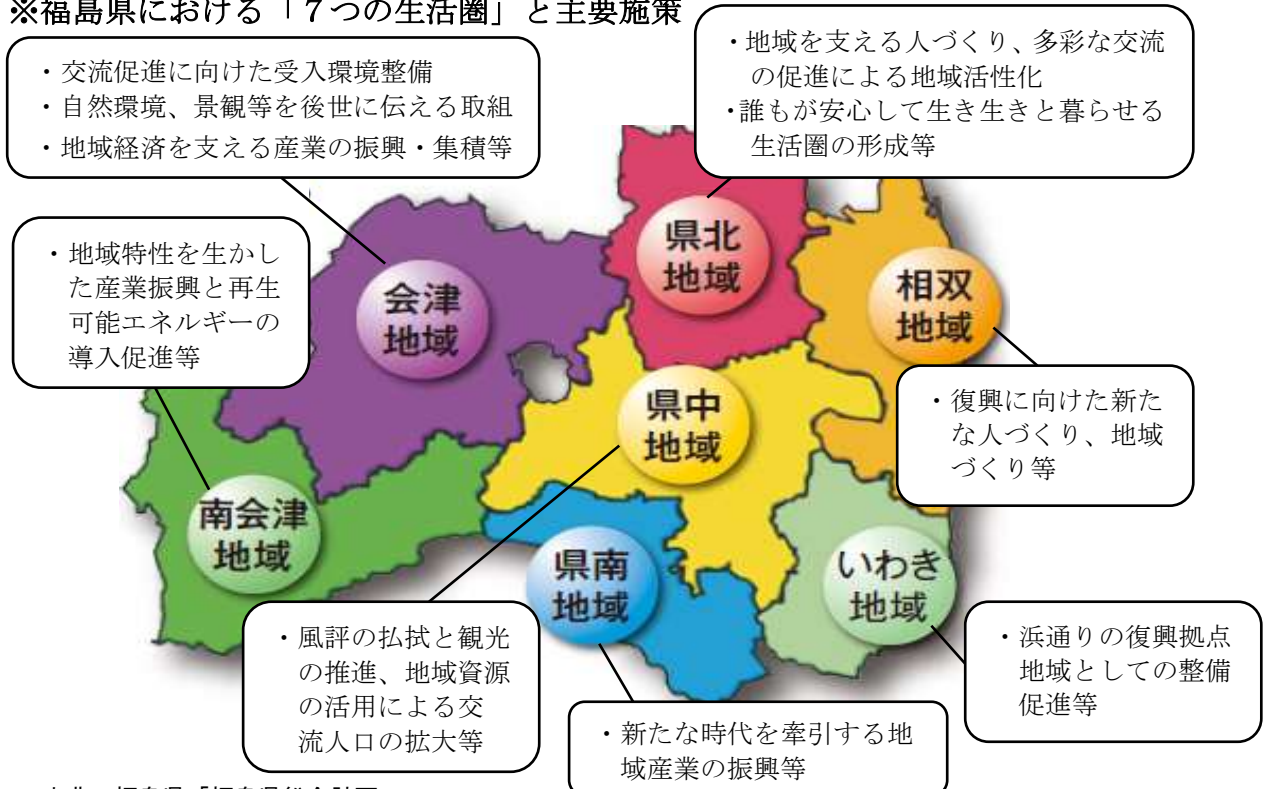 ※福島県における「７つの生活圏」と主要施策
・交流促進に向けた受入環境整備
・自然環境、景観等を後世に伝える取組
・地域経済を支える産業の振興・集積等
・地域を支える人づくり、多彩な交流
の促進による地域活性化
・誰もが安心して生き生きと暮らせる
生活圏の形成等
・地域特性を生かし
た産業振興と再生
可能エネルギーの
導入促進等
会津
地域
県北
地域
相双
地域
県中
地域
・復興に向けた新た
な人づくり、地域
づくり等
南会津
地域
県南
地域
いわき
地域
・風評の払拭と観光
の推進、地域資源
の活用による交
流人口の拡大等
・新たな時代を牽引する地
域産業の振興等
・浜通りの復興拠点
地域としての整備
促進等